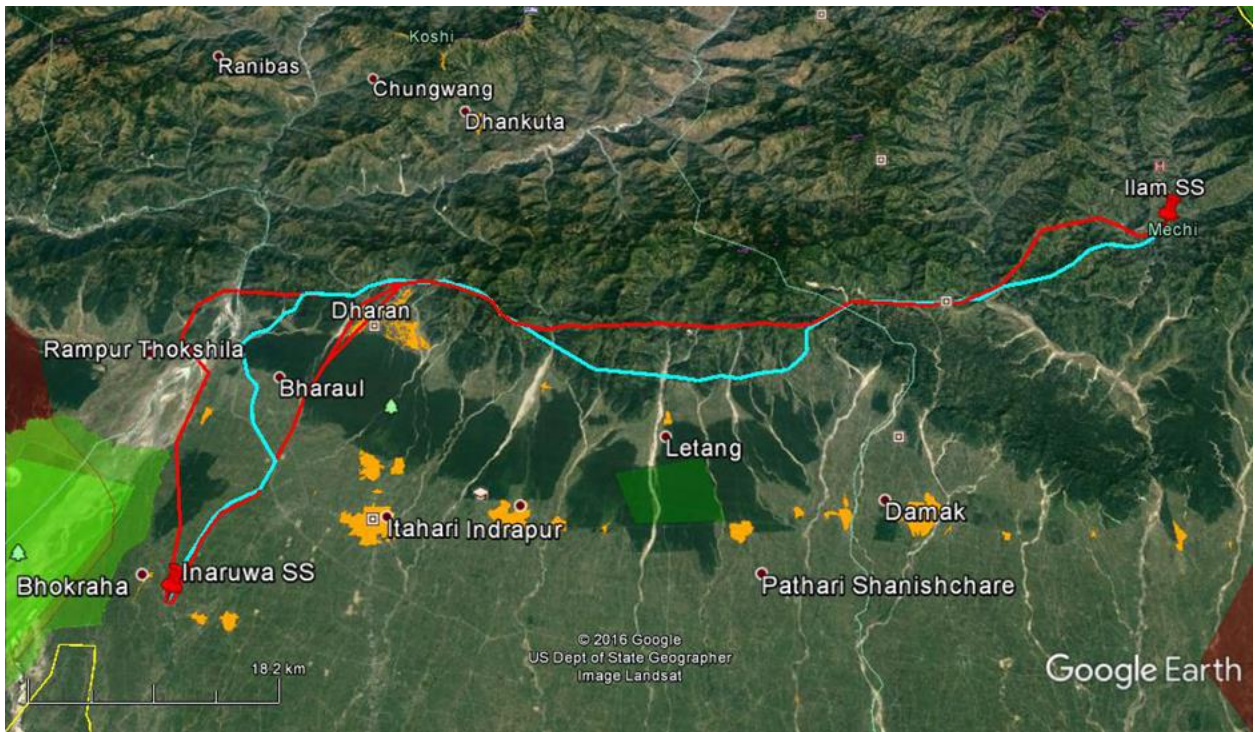 Koshi
Ranibas
Chungwang
Dhankuta
H
Ilam SS
Mechi
Dharan
Rampur Thokshila
Bharaul
Letang
Itahari
Indrapur
Damak
Bhokraha
Inaruwa SS
Pathari Shanishchare
© 2016 Google
US Dept of State Geographer
Image Landsat
18.2 km
Google Earth